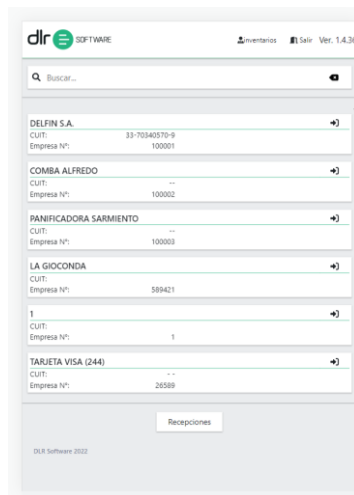 dlr SOFTWARE Inventarios Salir Ver. 1.4.36
Buscar...
DELFIN S.A.
CUIT: 33-70340570-9
Empresa N°: 100001
COMBA ALFREDO
CUIT: --
Empresa N°: 100002
PANIFICADORA SARMIENTO
CUIT: --
Empresa N°: 100003
LA GIOCONDA
CUIT:
Empresa N°: 589421
1
CUIT:
Empresa N°: 1
TARJETA VISA (244)
CUIT: - -
Empresa N°: 26589
Recepciones
DLR Software 2022